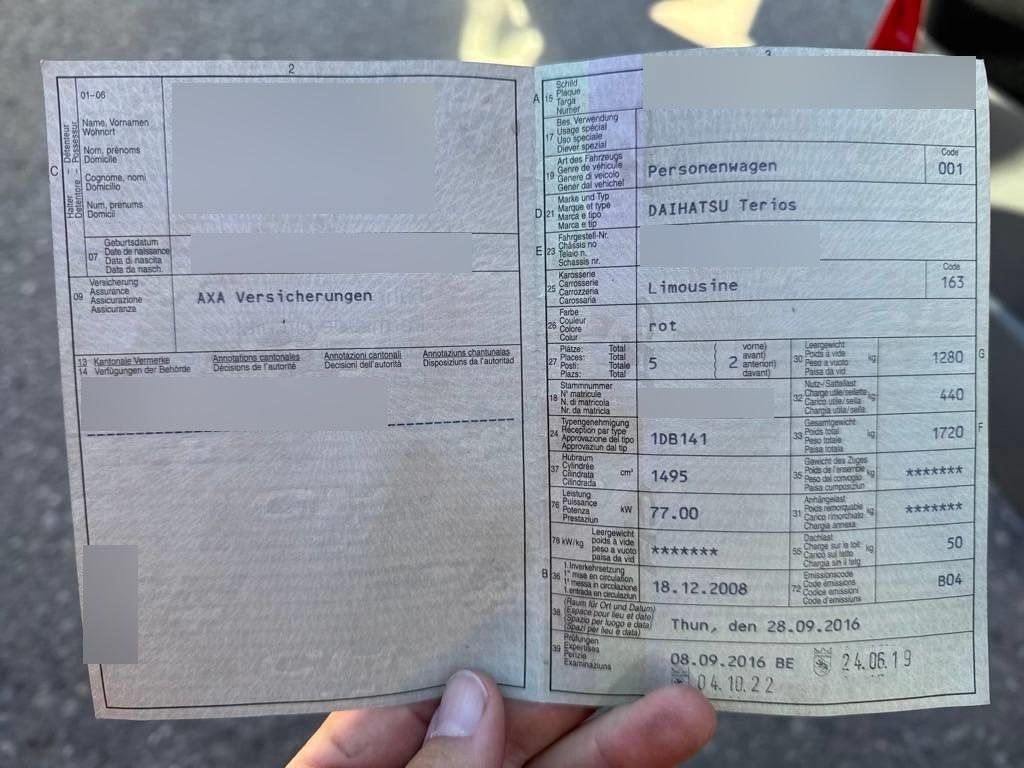 2
01-06
Name, Vornamen
Wohnort
Nom, prénoms
Domicile
Cognome, nomi
Domicilio
Num, prenums
Domicil
C
Halter – Détenteur
Detentore – Possessur
07
Geburtsdatum
Date de naissance
Data di nascita
Data da nasch.
09
Versicherung
Assurance
Assicurazione
Assicuranza
AXA Versicherungen
13 Kantonale Vermerke Annotations cantonales Annotazioni cantonali Annotaziuns chantunalas
14 Verfügungen der Behörde Décisions de l'autorité Decisioni dell'autorità Disposiziuns da l'autoritad
3
A 15
Schild
Plaque
Targa
Numer
17
Bes. Verwendung
Usage spécial
Uso speciale
Diever spezial
19
Art des Fahrzeugs
Genre de véhicule
Genere di veicolo
Gener dal vehichel
Personenwagen
Code
001
D 21
Marke und Typ
Marque et type
Marca e tipo
Marca e tip
DAIHATSU Terios
E 23
Fahrgestell-Nr.
Châssis no
Telaio n.
Schassis nr.
25
Karosserie
Carrosserie
Carrozzeria
Carossaria
Limousine
Code
163
26
Farbe
Couleur
Colore
Colur
rot
27
Plätze: Total
Places: Total
Posti: Totale
Plazs: Total
5
2
vorne)
avant)
anteriori)
davant)
30
Leergewicht
Poids à vide
Peso a vuoto
Paisa da vid
kg
1280
G
18
Stammnummer
N° matricule
N. di matricola
Nr. da matricla
32
Nutz-/Sattellast
Charge utile/sellette
Carico utile/sella
Chargia utila/sella
kg
440
24
Typengenehmigung
Réception par type
Approvazione del tipo
Approvaziun dal tip
1DB141
33
Gesamtgewicht
Poids total
Peso totale
Paisa totala
kg
1720
F
37
Hubraum
Cylindrée
Cilindrata
Cilindrada
cm³
1495
35
Gewicht des Zuges
Poids de l'ensemble
Peso del convoglio
Paisa cumposiziun
kg
*******
76
Leistung
Puissance
Potenza
Prestaziun
kW
77.00
31
Anhängelast
Poids remorquable
Carico rimorchiato
Chargia annexa
kg
*******
78 kW/kg
Leergewicht
poids à vide
peso a vuoto
paisa da vid
*******
55
Dachlast
Charge sur le toit
Carico sul tetto
Chargia sin il tetg
kg
50
B 36
1. Inverkehrsetzung
1re mise en circulation
1a messa in circolazione
1. entrada en circulaziun
18.12.2008
72
Emissionscode
Code émissions
Codice emissioni
Code d'emissiuns
B04
38
(Raum für Ort und Datum)
(Espace pour lieu et date)
(Spazio per luogo e data)
(Spazi per lieu e data)
Thun, den 28.09.2016
39
Prüfungen
Expertises
Perizie
Examinaziuns
08.09.2016 BE
24.06.19
04.10.22